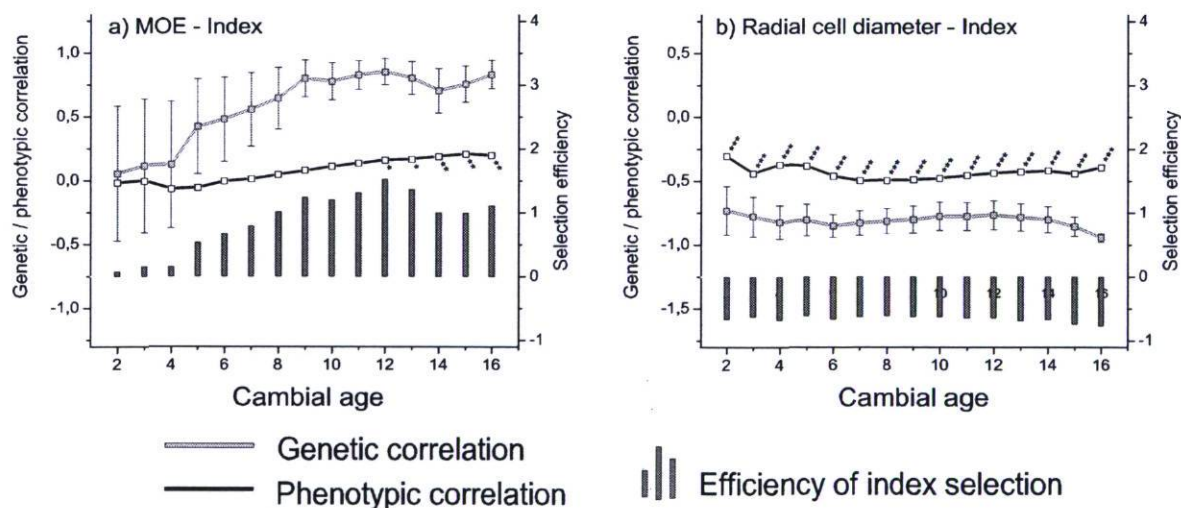 a) MOE - Index
1,0
0,5
0,0
-0,5
-1,0
Genetic / phenotypic correlation
4
3
2
1
0
-1
Selection efficiency
2 4 6 8 10 12 14 16
Cambial age
b) Radial cell diameter - Index
0,5
0,0
-0,5
-1,0
-1,5
Genetic / phenotypic correlation
4
3
2
1
0
-1
Selection efficiency
10 12 14 16
2 4 6 8 10 12 14 16
Cambial age
Genetic correlation
Phenotypic correlation
Efficiency of index selection